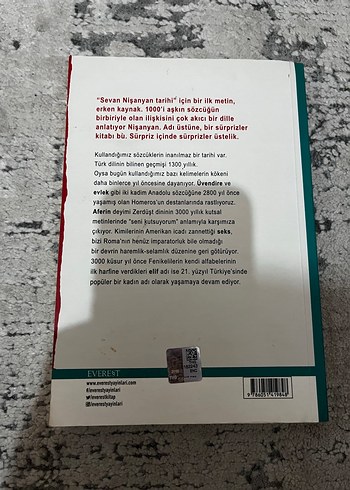 "Sevan Nişanyan tarihi" için bir ilk metin,
erken kaynak. 1000'i aşkın sözcüğün
birbiriyle olan ilişkisini çok akıcı bir dille
anlatıyor Nişanyan. Adı üstüne, bir sürprizler
kitabı bü. Sürpriz içinde sürprizler üstelik.
Kullandığımız sözcüklerin inanılmaz bir tarihi var.
Türk dilinin bilinen geçmişi 1300 yıllık.
Oysa bugün kullandığımız bazı kelimelerin kökeni
daha binlerce yıl öncesine dayanıyor. Üvendire ve
evlek gibi iki kadim Anadolu sözcüğüne 2800 yıl önce
yaşamış olan Homeros'un destanlarında rastlıyoruz.
Aferin deyimi Zerdüşt dininin 3000 yıllık kutsal
metinlerinde "seni kutsuyorum" anlamıyla karşımıza
çıkıyor. Kimilerinin Amerikan icadı zannettiği seks,
bizi Roma'nın henüz imparatorluk bile olmadığı
bir devrin haremlik-selamlık düzenine geri götürüyor.
3000 küsur yıl önce Fenikelilerin kendi alfabelerinin
ilk harfine verdikleri elif adı ise 21. yüzyıl Türkiye'sinde
popüler bir kadın adı olarak yaşamaya devam ediyor.
EVEREST
www.everestyayinlari.com
/everestyayinlari
/everestkitap
/everestyayinlari
9 786051 419848